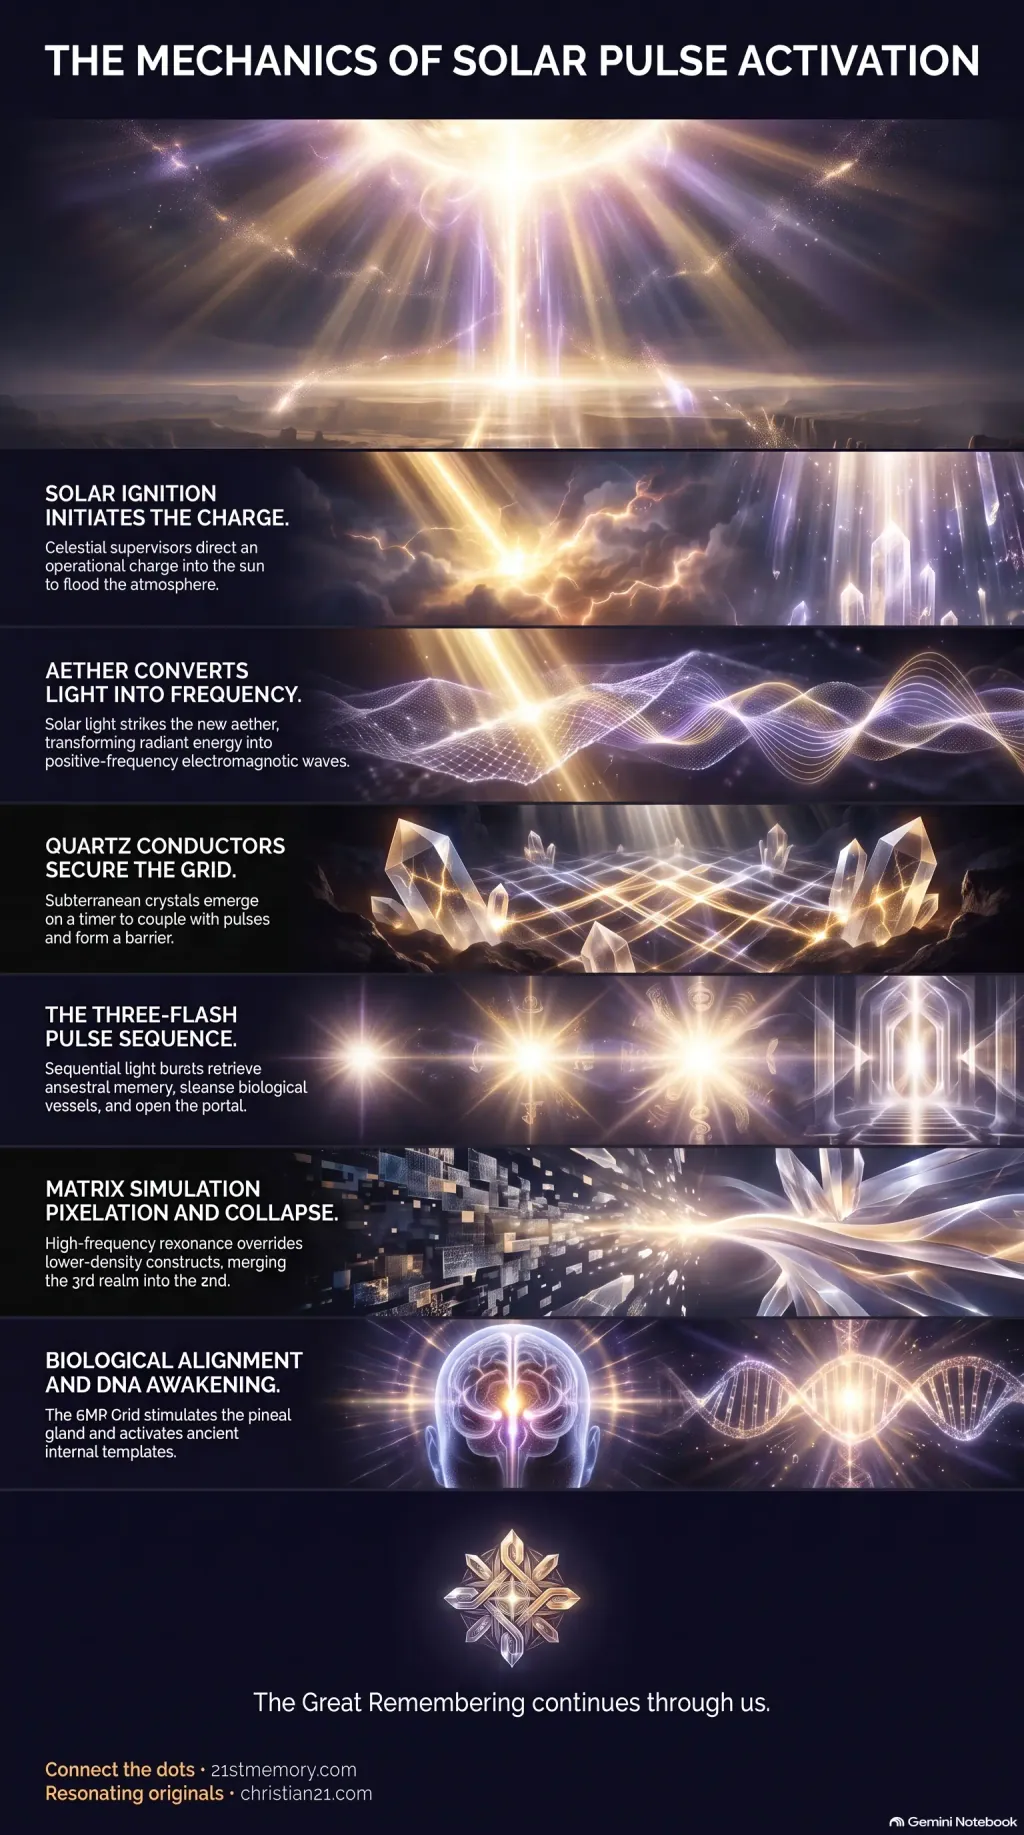 THE MECHANICS OF SOLAR PULSE ACTIVATION
SOLAR IGNITION
INITIATES THE CHARGE.
Celestial supervisors direct an
operational charge into the sun
to flood the atmosphere.
AETHER CONVERTS
LIGHT INTO FREQUENCY.
Solar light strikes the new aether,
transforming radiant energy into
positive-frequency electromagnotic waves.
QUARTZ CONDUCTORS
SECURE THE GRID.
Subterranean crystals emerge
on a timer to couple with pulses
and form a barrier.
THE THREE-FLASH
PULSE SEQUENCE.
Sequential light bursts retrieve
ansestral memory, sleanse biological
vessels, and open the portal.
MATRIX SIMULATION
PIXELATION AND COLLAPSE.
High-frequency rexonance overrides
lower-density constructs, merging
the 3rd realm into the 2nd.
BIOLOGICAL ALIGNMENT
AND DNA AWAKENING.
The 6MP Grid stimulates the pineal
gland and activates ancient
internal templates.
The Great Remembering continues through us.
Connect the dots • 21stmemory.com
Resonating originals • christian21.com
Gemini Notebook